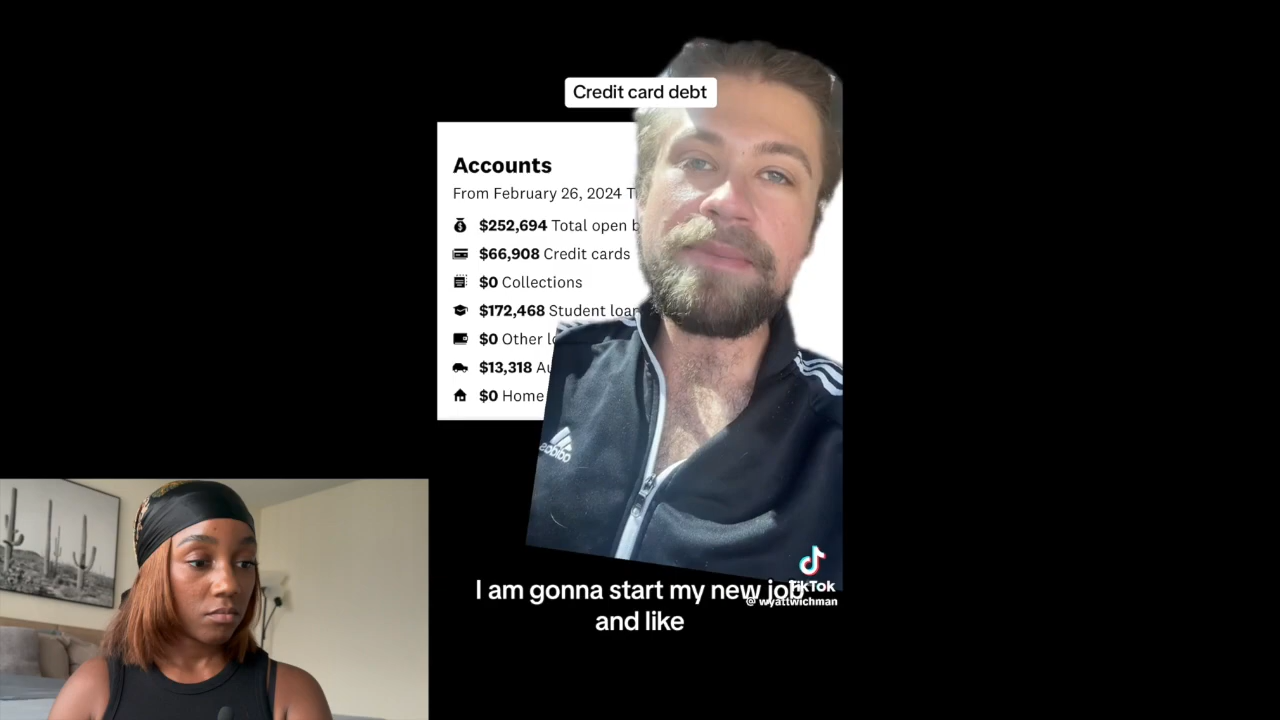 Credit card debt
Accounts
From February 26, 2024
$252,694 Total open
$66,908 Credit cards
$0 Collections
$172,468 Student
$0 Other
$13,318
$0 Home
adidas
I am gonna start my new job
and like
TikTok
@ wyattwichman